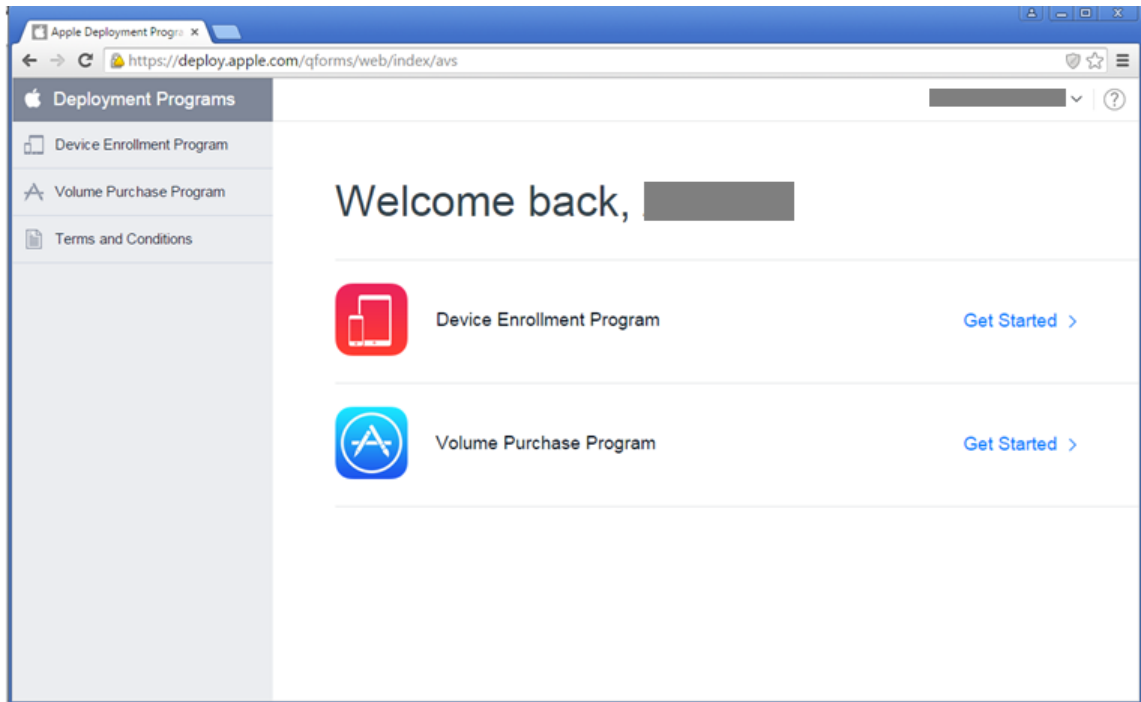 Apple Deployment Progra
https://deploy.apple.com/qforms/web/index/avs
Deployment Programs
Device Enrollment Program
Volume Purchase Program
Terms and Conditions
?
Welcome back,
Device Enrollment Program
Get Started >
Volume Purchase Program
Get Started >